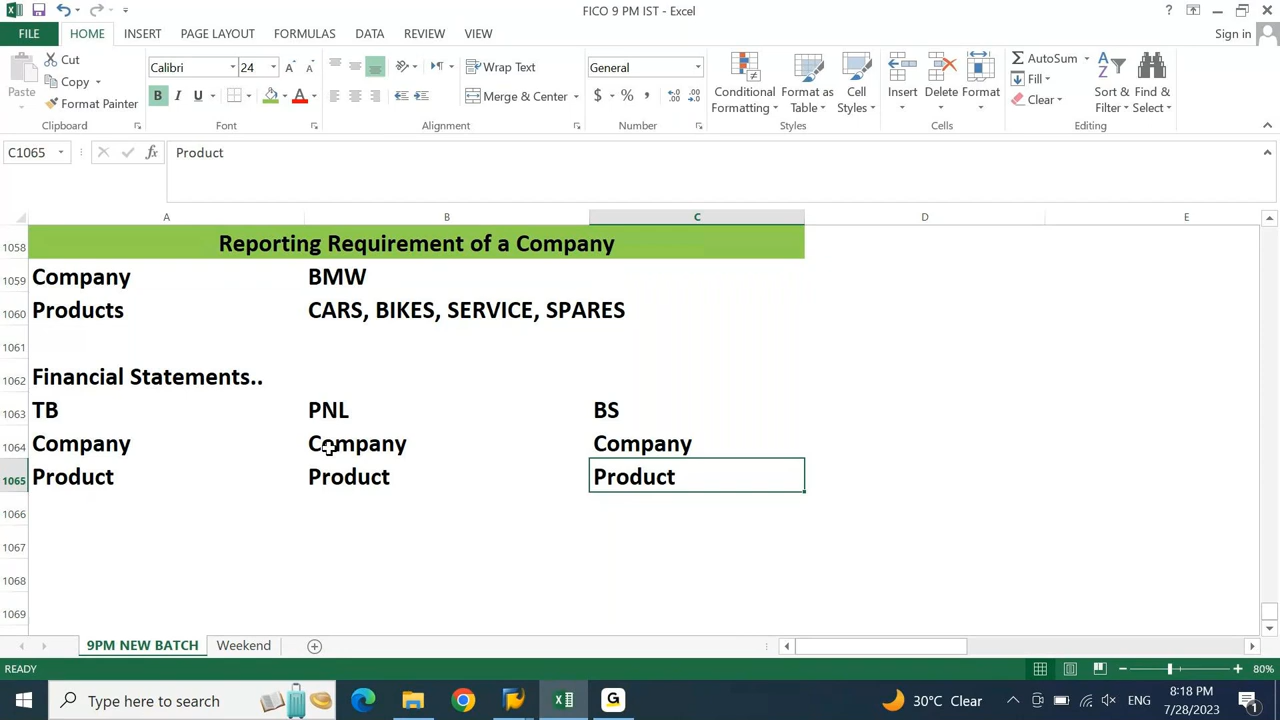 FICO 9 PM IST - Excel
?
FILE HOME INSERT PAGE LAYOUT FORMULAS DATA REVIEW VIEW Sign in
Paste
Cut
Copy
Format Painter
Clipboard
Calibri 24
B I U
Font
Wrap Text
Merge & Center
Alignment
General
$ % ,
Number
Conditional Formatting
Format as Table
Cell Styles
Styles
Insert Delete Format
Cells
AutoSum
Fill
Clear
Sort & Filter
Find & Select
Editing
C1065 fx Product
A B C D E
1058 Reporting Requirement of a Company
1059 Company BMW
1060 Products CARS, BIKES, SERVICE, SPARES
1061
1062 Financial Statements..
1063 TB PNL BS
1064 Company Company Company
1065 Product Product Product
1066
1067
1068
1069
9PM NEW BATCH Weekend
READY 80%
Type here to search 30°C Clear ENG 8:18 PM
7/28/2023 1